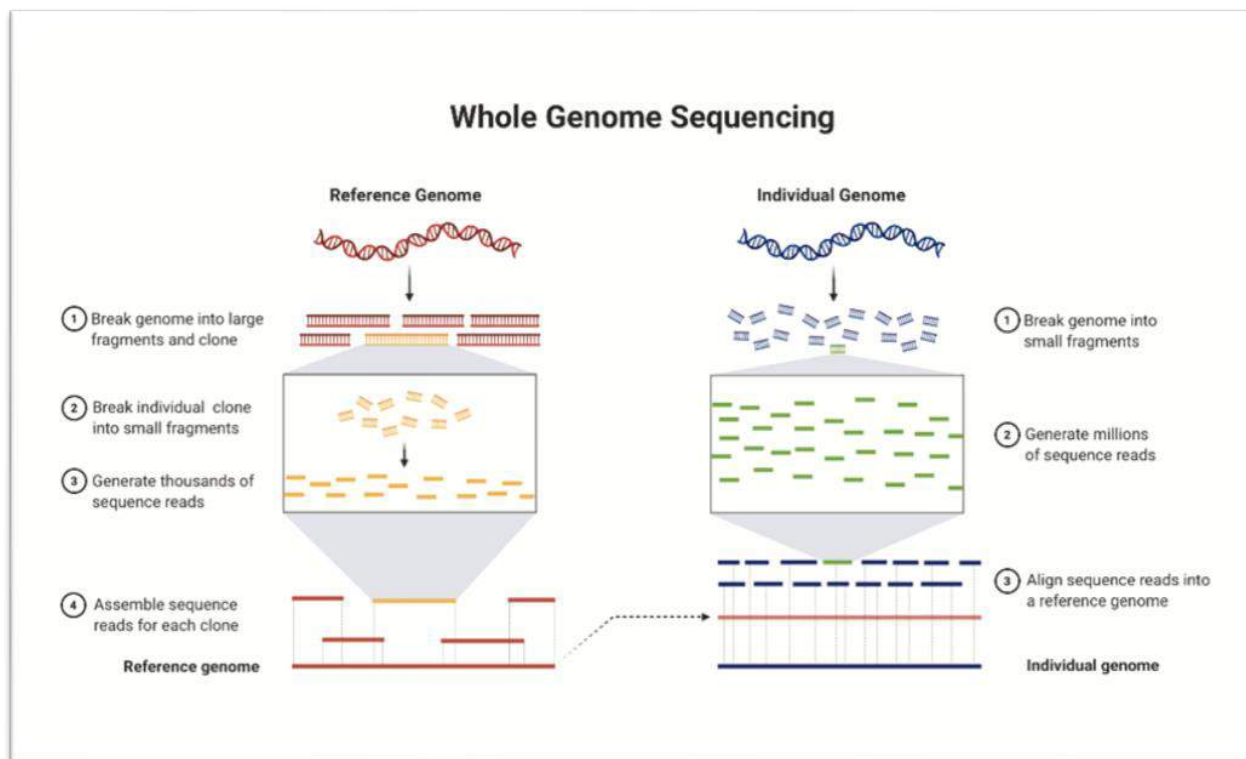 Whole Genome Sequencing
Reference Genome
1 Break genome into large
fragments and clone
2 Break individual clone
into small fragments
3 Generate thousands of
sequence reads
4 Assemble sequence
reads for each clone
Reference genome
Individual Genome
1 Break genome into
small fragments
2 Generate millions
of sequence reads
3 Align sequence reads into
a reference genome
Individual genome